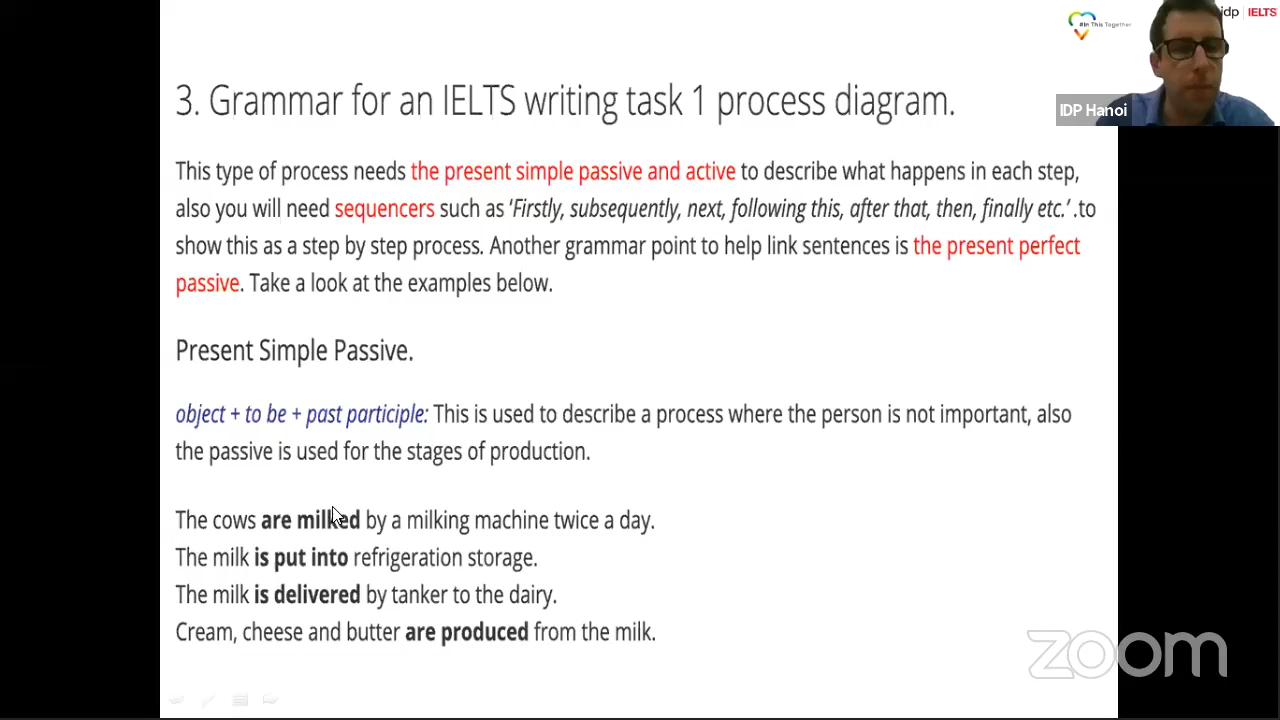 #In This Together
idp IELTS
IDP Hanoi
3. Grammar for an IELTS writing task 1 process diagram.
This type of process needs the present simple passive and active to describe what happens in each step,
also you will need sequencers such as ‘Firstly, subsequently, next, following this, after that, then, finally etc.’ .to
show this as a step by step process. Another grammar point to help link sentences is the present perfect
passive. Take a look at the examples below.
Present Simple Passive.
object + to be + past participle: This is used to describe a process where the person is not important, also
the passive is used for the stages of production.
The cows are milked by a milking machine twice a day.
The milk is put into refrigeration storage.
The milk is delivered by tanker to the dairy.
Cream, cheese and butter are produced from the milk.
zoom